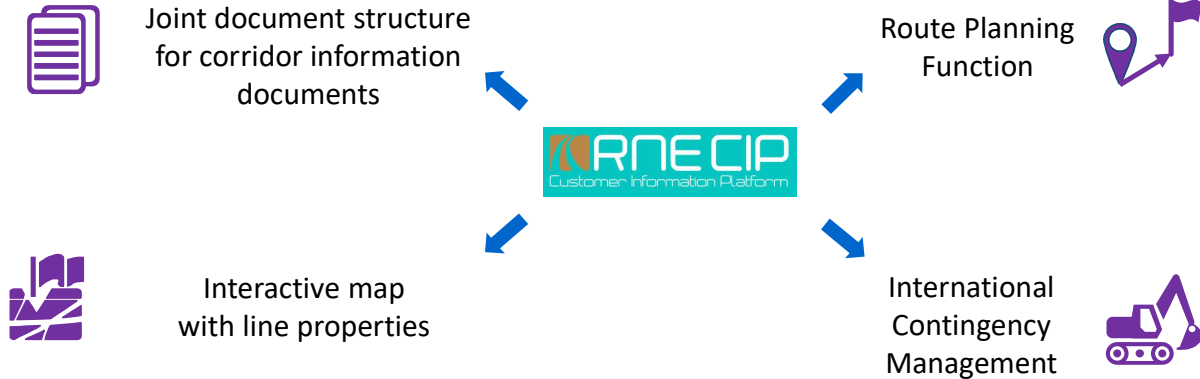 Joint document structure
for corridor information
documents
Route Planning
Function
RNE CIP
Customer Information Platform
Interactive map
with line properties
International
Contingency
Management